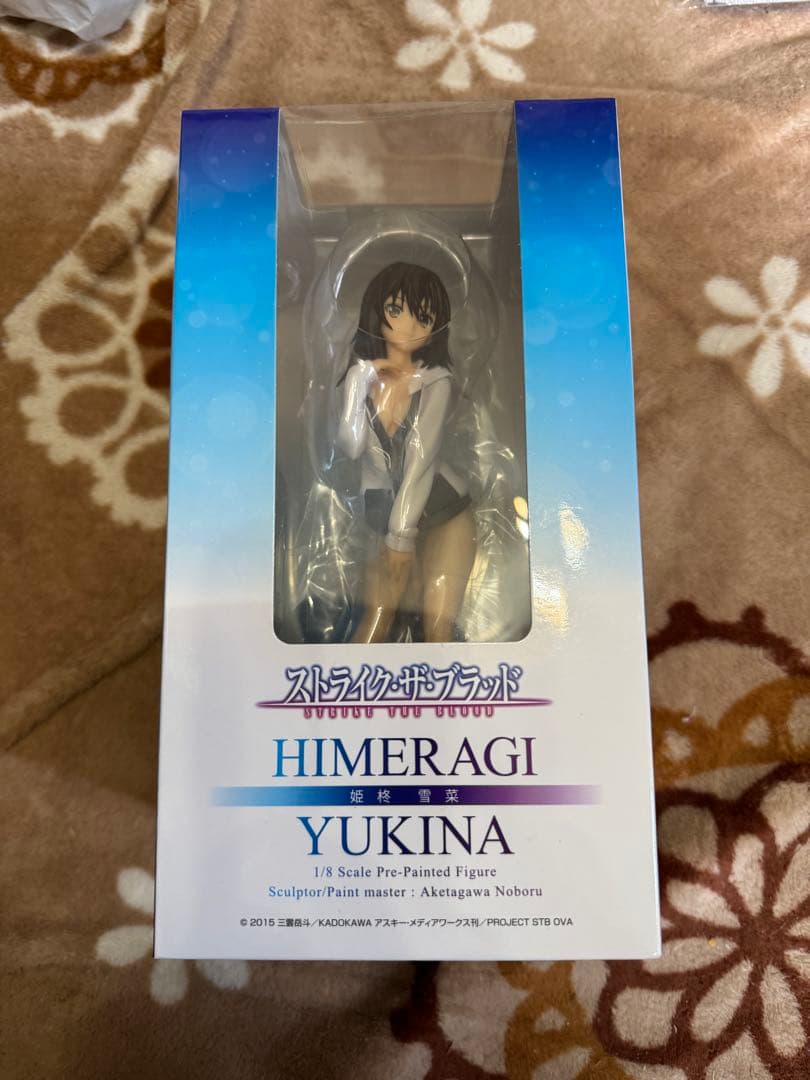 ストライク・ザ・ブラッド
STRIKE THE BLOOD
HIMERAGI
姫柊 雪菜
YUKINA
1/8 Scale Pre-Painted Figure
Sculptor/Paint master : Aketagawa Noboru
© 2015 三雲岳斗/KADOKAWA アスキー・メディアワークス刊/PROJECT STB OVA